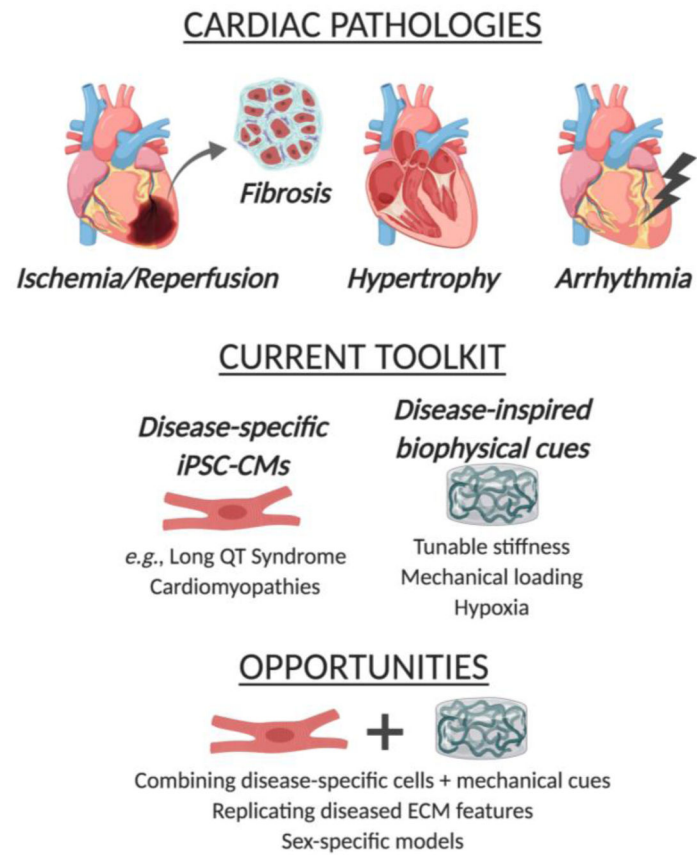 CARDIAC PATHOLOGIES
Fibrosis
Ischemia/Reperfusion
Hypertrophy
Arrhythmia
CURRENT TOOLKIT
Disease-specific
iPSC-CMs
e.g., Long QT Syndrome
Cardiomyopathies
Disease-inspired
biophysical cues
Tunable stiffness
Mechanical loading
Hypoxia
OPPORTUNITIES
+
Combining disease-specific cells + mechanical cues
Replicating diseased ECM features
Sex-specific models